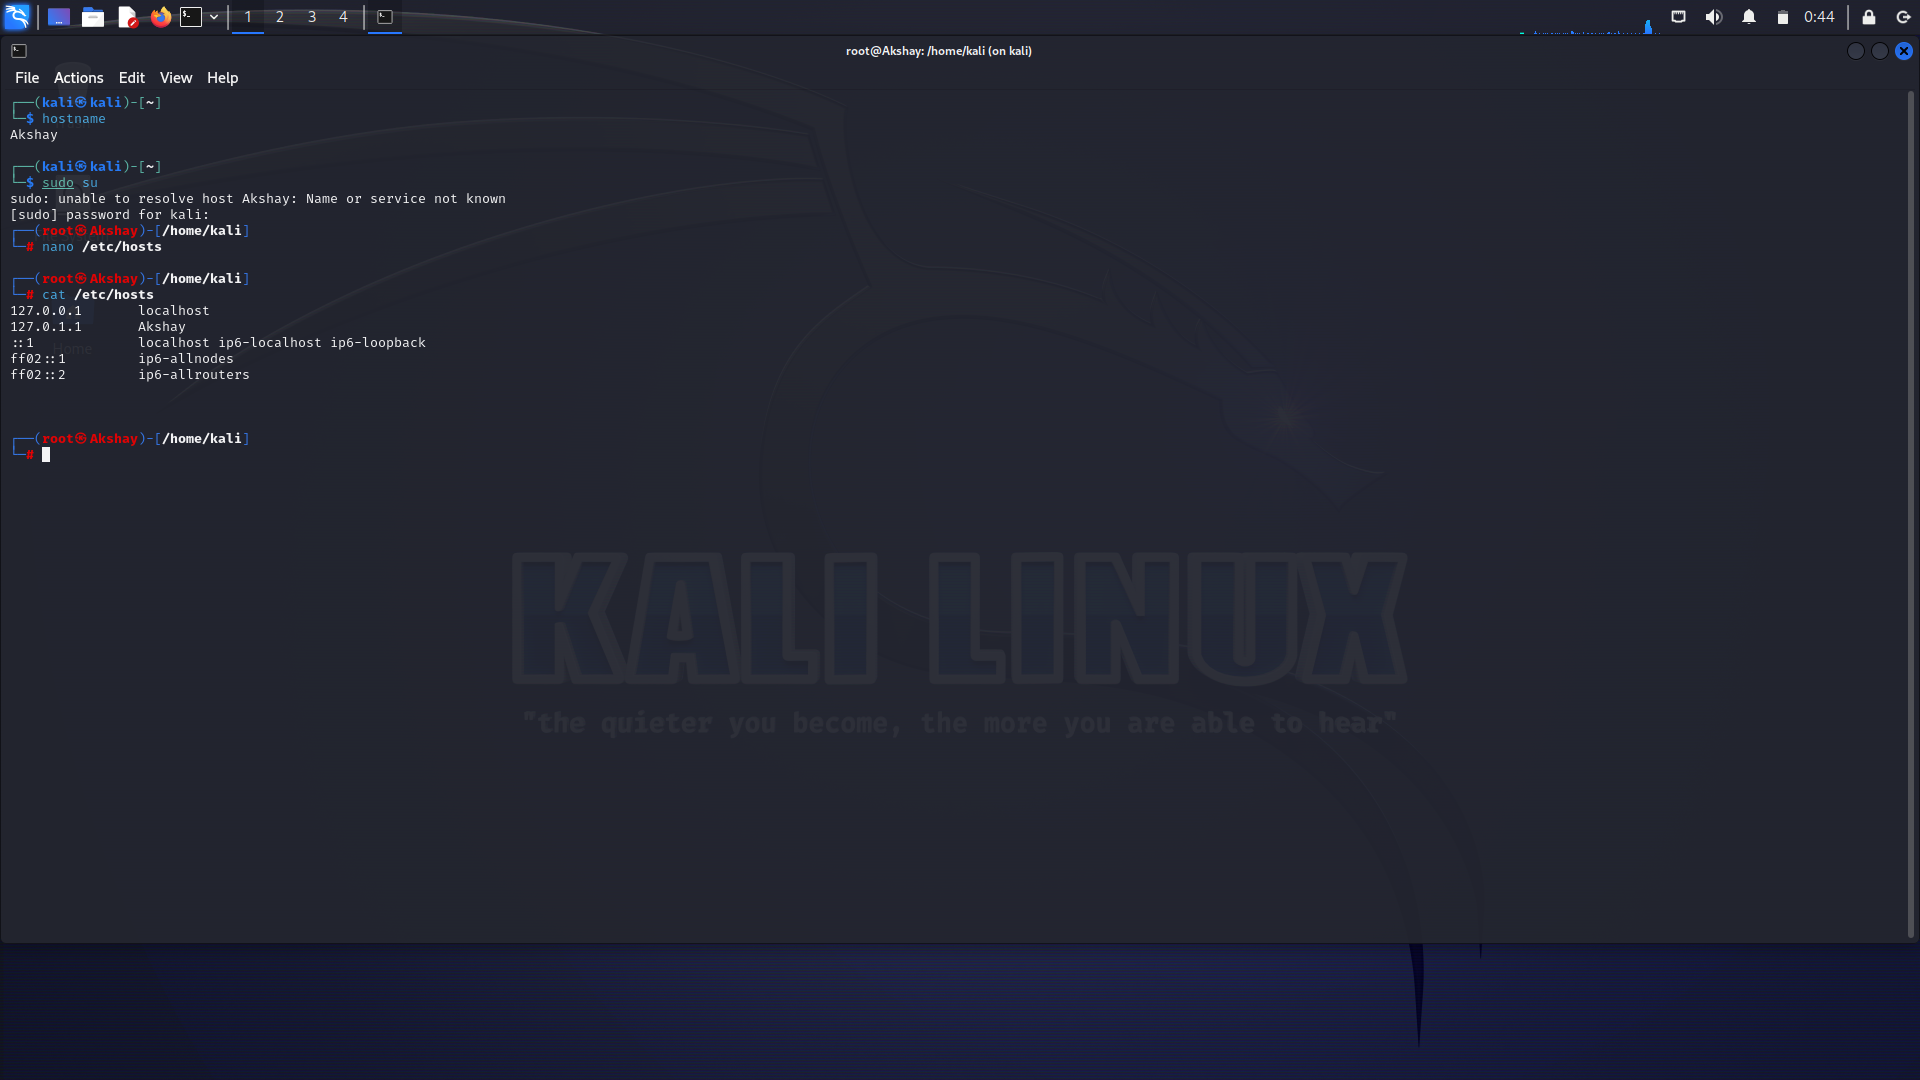 1 2 3 4
0:44
root@Akshay: /home/kali (on kali)
File Actions Edit View Help
┌──(kali㉿kali)-[~]
└─$ hostname
Akshay
┌──(kali㉿kali)-[~]
└─$ sudo su
sudo: unable to resolve host Akshay: Name or service not known
[sudo] password for kali:
┌──(root㉿Akshay)-[/home/kali]
└─# nano /etc/hosts
┌──(root㉿Akshay)-[/home/kali]
└─# cat /etc/hosts
127.0.0.1 localhost
127.0.1.1 Akshay
::1 localhost ip6-localhost ip6-loopback
Home
ff02::1 ip6-allnodes
ff02::2 ip6-allrouters
┌──(root㉿Akshay)-[/home/kali]
└─#
KALI LINUX
"the quieter you become, the more you are able to hear"